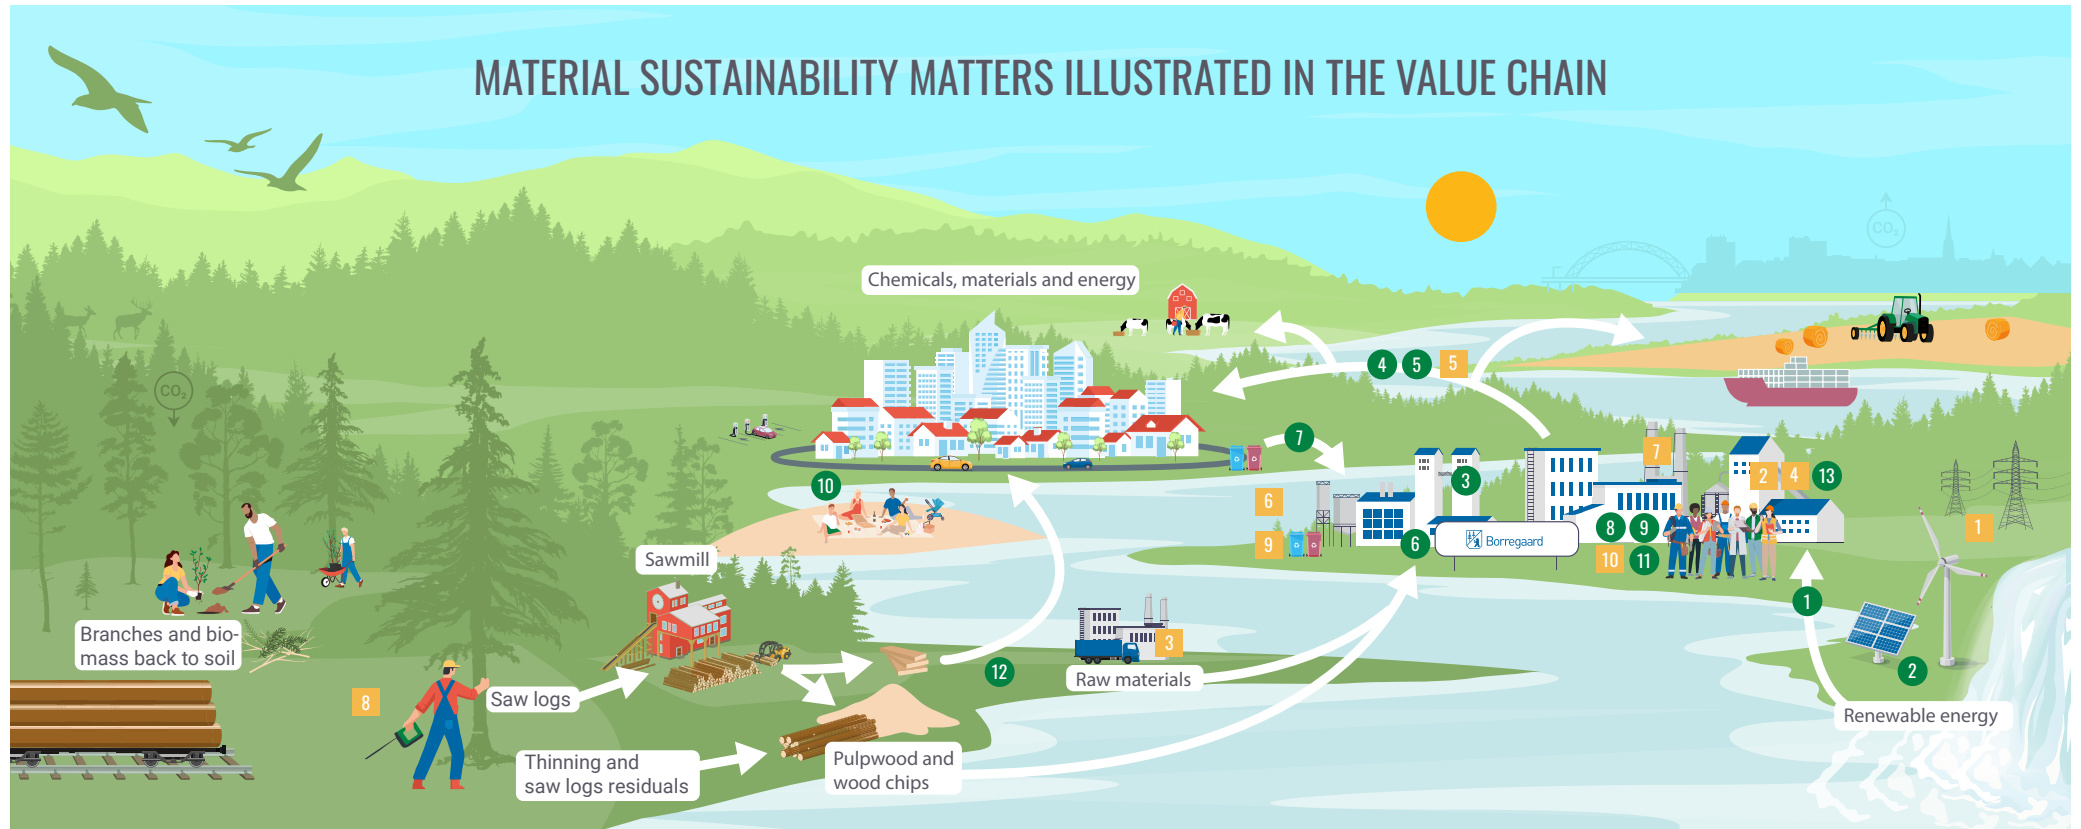 MATERIAL SUSTAINABILITY MATTERS ILLUSTRATED IN THE VALUE CHAIN
CO₂
Chemicals, materials and energy
4 5 5
CO₂
7
7
10
6
3
2 4 13
1
9
6
Borregaard
8 9
10 11
Sawmill
1
Branches and bio-
mass back to soil
3
12
2
8
Saw logs
Raw materials
Renewable energy
Thinning and
saw logs residuals
Pulpwood and
wood chips